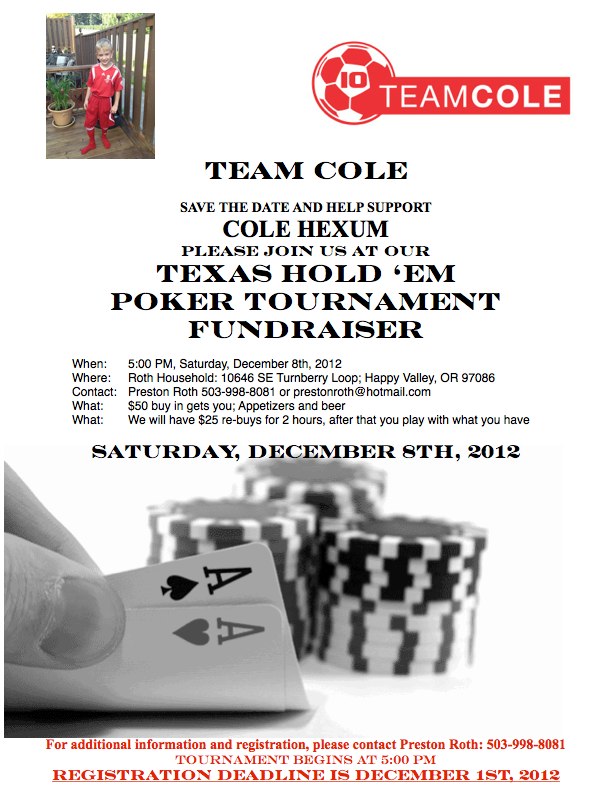 10
TEAMCOLE
TEAM COLE
SAVE THE DATE AND HELP SUPPORT
COLE HEXUM
PLEASE JOIN US AT OUR
TEXAS HOLD ‘EM
POKER TOURNAMENT
FUNDRAISER
When: 5:00 PM, Saturday, December 8th, 2012
Where: Roth Household: 10646 SE Turnberry Loop; Happy Valley, OR 97086
Contact: Preston Roth 503-998-8081 or prestonroth@hotmail.com
What: $50 buy in gets you; Appetizers and beer
What: We will have $25 re-buys for 2 hours, after that you play with what you have
SATURDAY, DECEMBER 8TH, 2012
A
A
For additional information and registration, please contact Preston Roth: 503-998-8081
TOURNAMENT BEGINS AT 5:00 PM
REGISTRATION DEADLINE IS DECEMBER 1ST, 2012